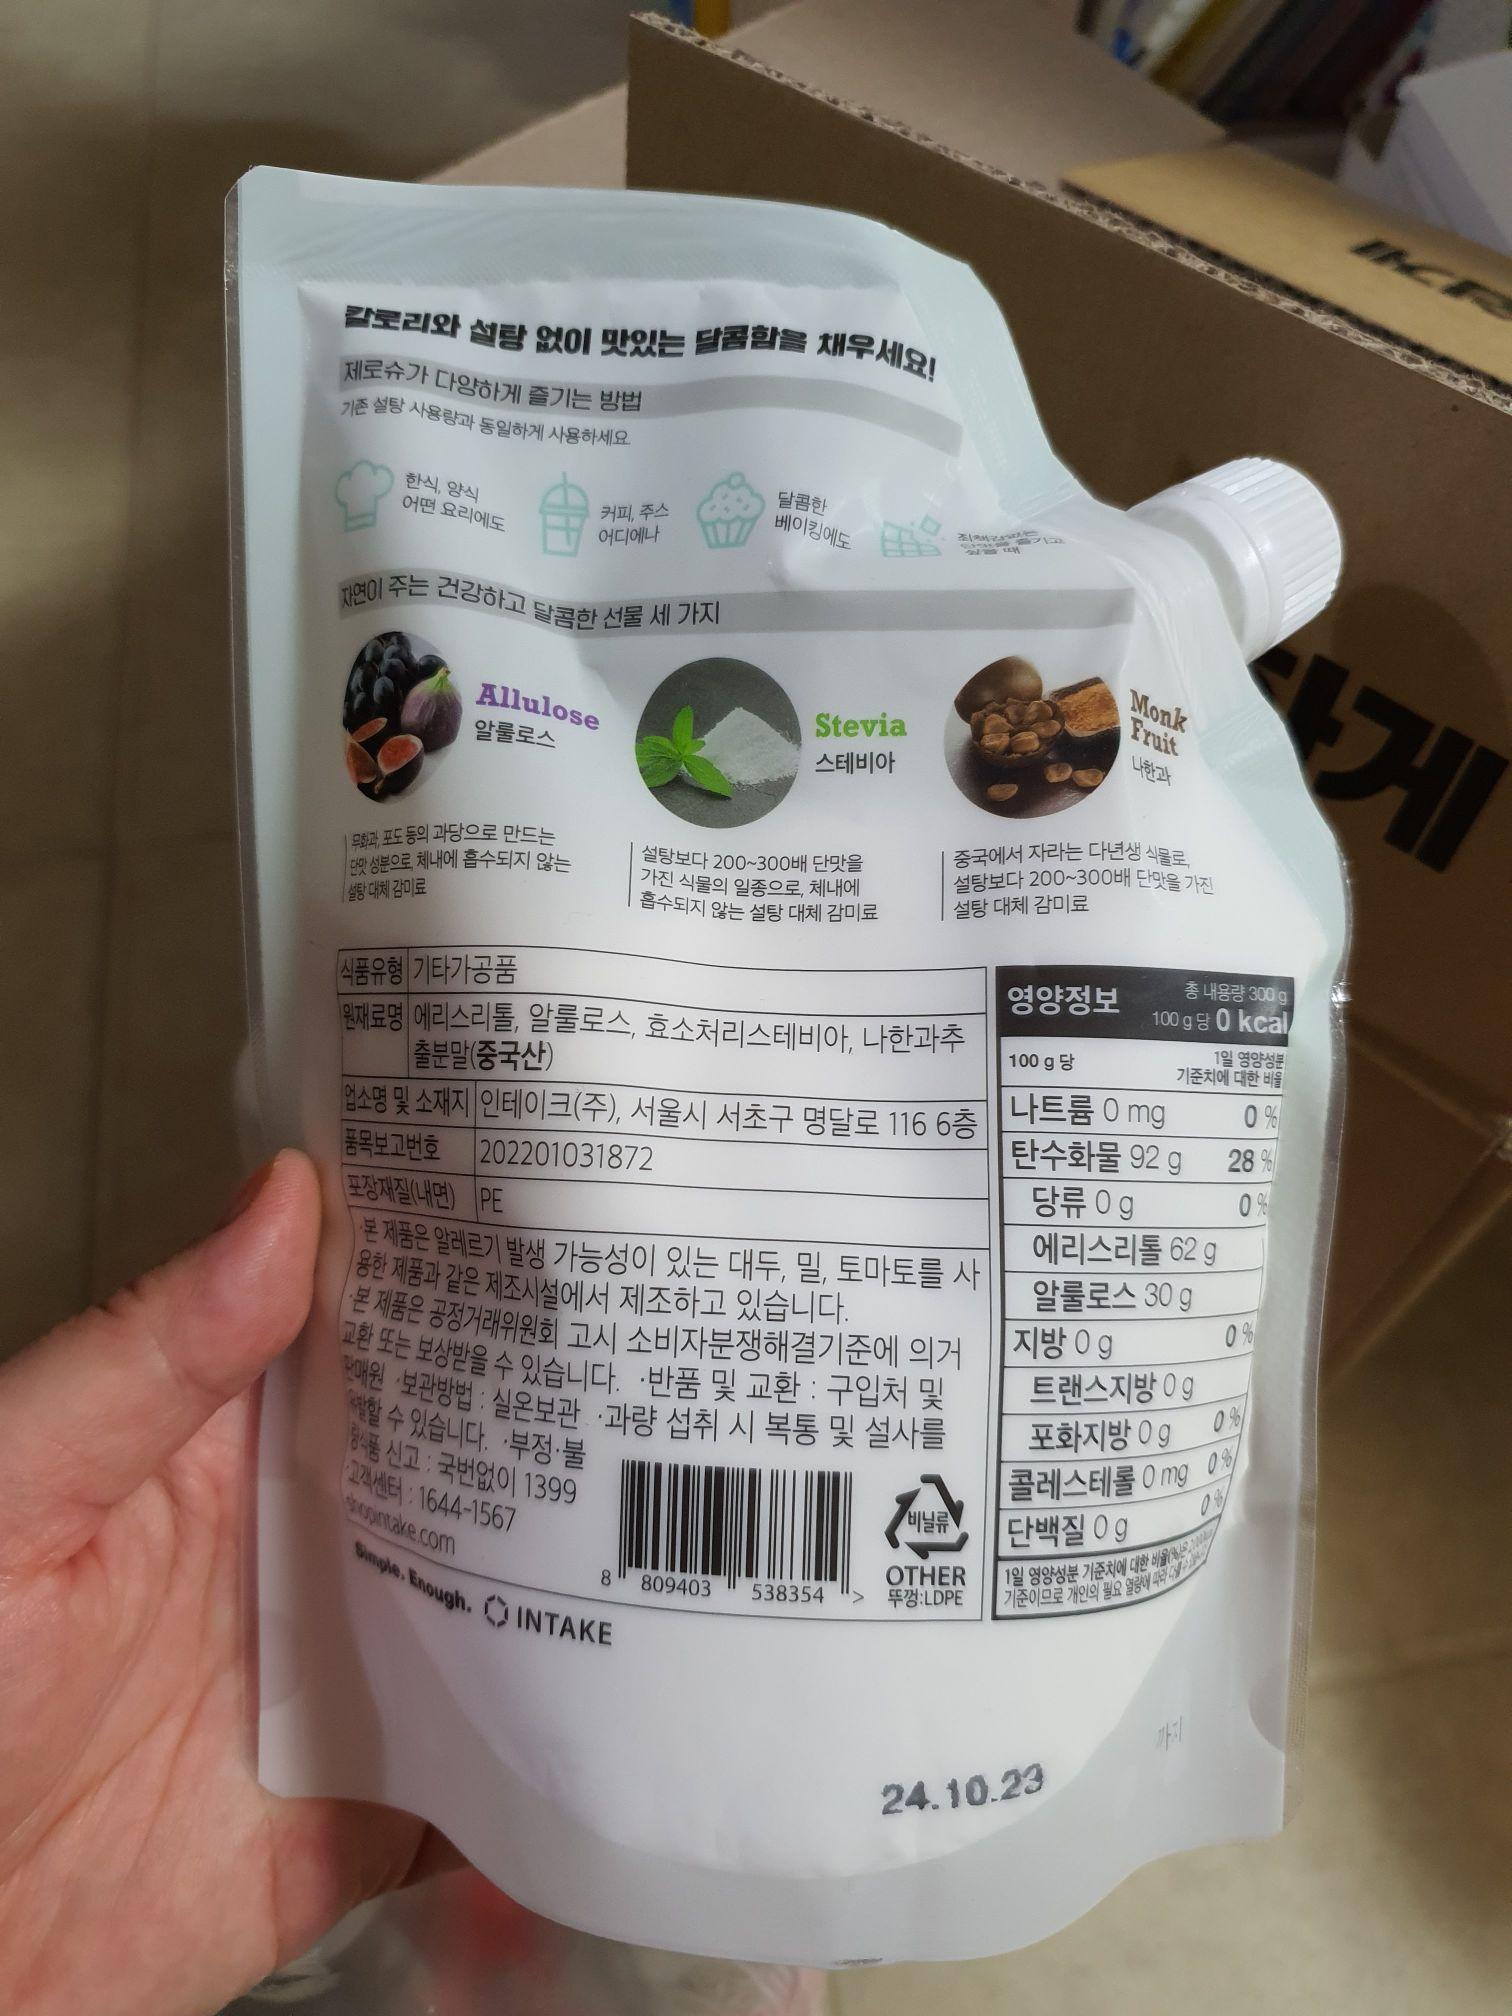 칼로리와 설탕 없이 맛있는 달콤함을 채우세요!
제로슈가 다양하게 즐기는 방법
기존 설탕 사용량과 동일하게 사용하세요
한식, 양식
어떤 요리에도
커피, 주스
어디에나
달콤한
베이킹에도
죄책감없는
단맛을 즐기고
싶을 때
자연이 주는 건강하고 달콤한 선물 세 가지
Allulose
알룰로스
무화과, 포도 등의 과당으로 만드는
단맛 성분으로, 체내에 흡수되지 않는
설탕 대체 감미료
Stevia
스테비아
설탕보다 200~300배 단맛을
가진 식물의 일종으로, 체내에
흡수되지 않는 설탕 대체 감미료
Monk
Fruit
나한과
중국에서 자라는 다년생 식물로,
설탕보다 200~300배 단맛을 가진
설탕 대체 감미료
식품유형 기타가공품
원재료명 에리스리톨, 알룰로스, 효소처리스테비아, 나한과추
출분말(중국산)
업소명 및 소재지 인테이크(주), 서울시 서초구 명달로 116 6층
품목보고번호 202201031872
포장재질(내면) PE
·본 제품은 알레르기 발생 가능성이 있는 대두, 밀, 토마토를 사
용한 제품과 같은 제조시설에서 제조하고 있습니다.
·본 제품은 공정거래위원회 고시 소비자분쟁해결기준에 의거
교환 또는 보상받을 수 있습니다. ·반품 및 교환 : 구입처 및
판매원 ·보관방법 : 실온보관 ·과량 섭취 시 복통 및 설사를
유발할 수 있습니다. ·부정·불
량식품 신고 : 국번없이 1399
고객센터 : 1644-1567
shopintake.com
Simple. Enough. INTAKE
8 809403 538354 >
비닐류
OTHER
뚜껑:LDPE
영양정보 총 내용량 300 g
100 g 당 0 kcal
100 g 당 1일 영양성분
기준치에 대한 비율
나트륨 0 mg 0 %
탄수화물 92 g 28 %
당류 0 g 0 %
에리스리톨 62 g
알룰로스 30 g
지방 0 g 0 %
트랜스지방 0 g
포화지방 0 g 0 %
콜레스테롤 0 mg 0 %
단백질 0 g 0 %
1일 영양성분 기준치에 대한 비율(%)은
기준이므로 개인의 필요 열량에 따라 다를 수
까지
24.10.23
까게